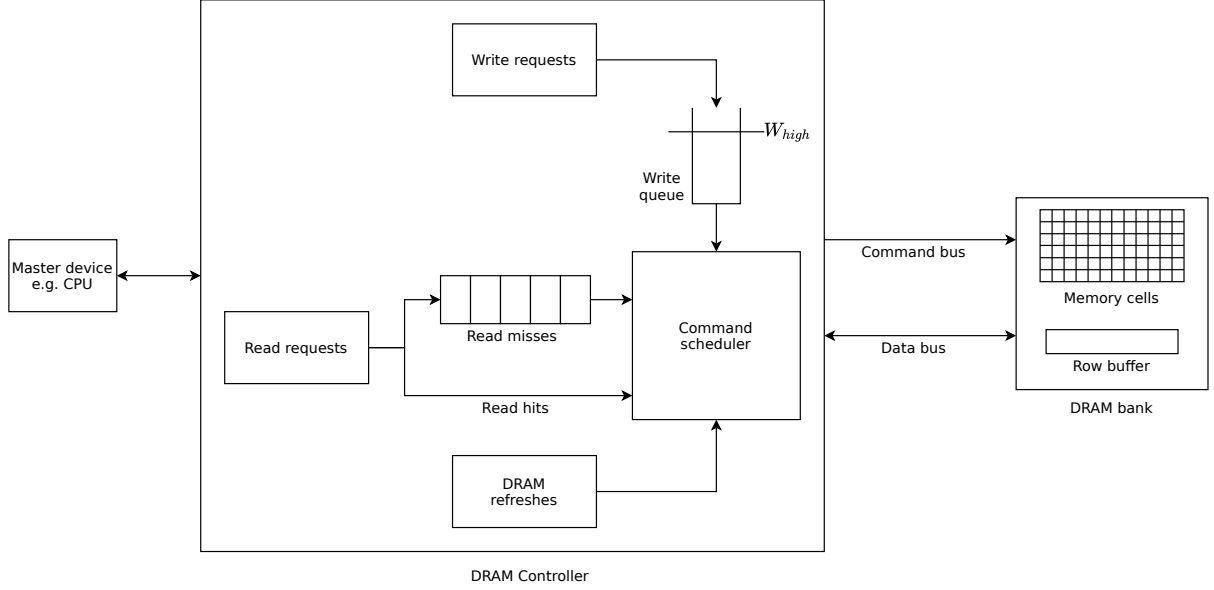 Write requests
W_high
Write
queue
Master device
e.g. CPU
Command bus
Memory cells
Read misses
Command
scheduler
Read requests
Data bus
Row buffer
Read hits
DRAM bank
DRAM
refreshes
DRAM Controller